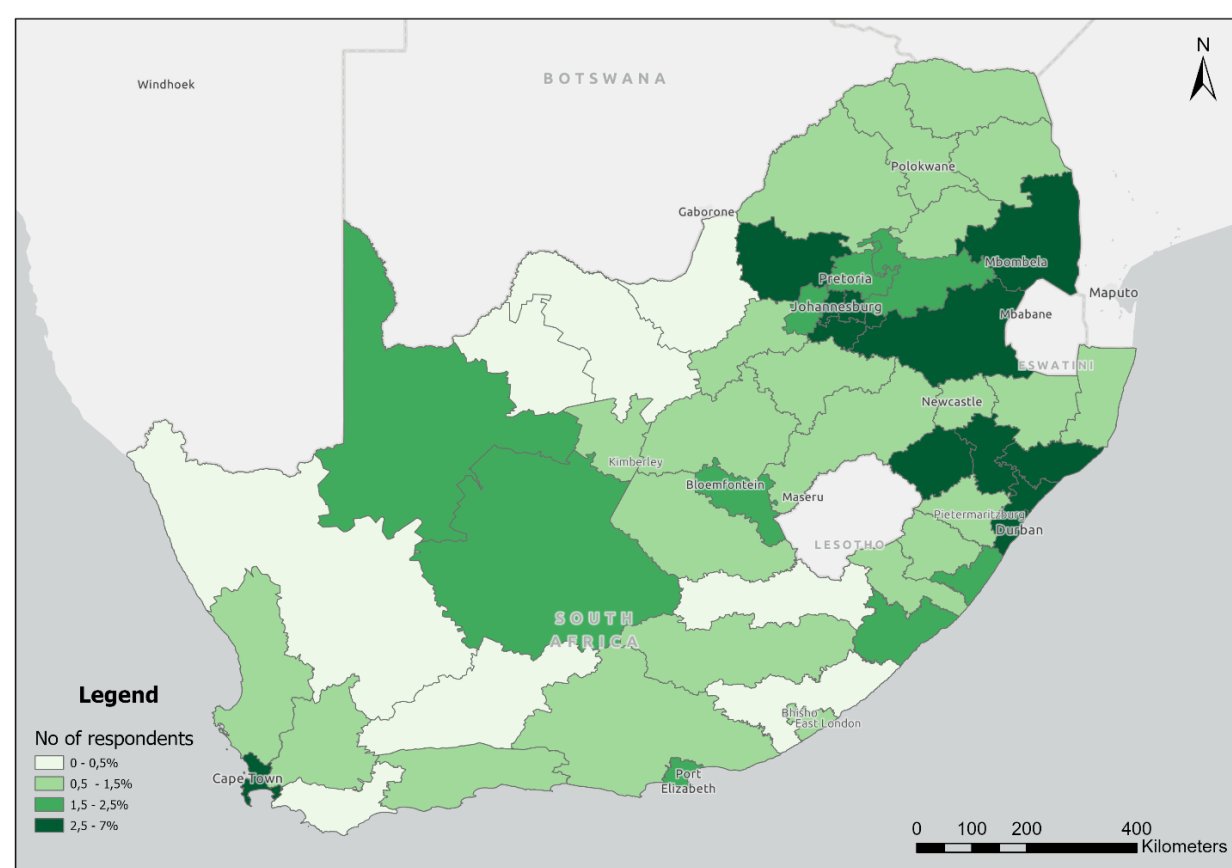 N
Windhoek
BOTSWANA
Polokwane
Gaborone
Mbombela
Pretoria
Maputo
Johannesburg
Mbabane
ESWATINI
Newcastle
Kimberley
Bloemfontein
Maseru
Pietermaritzburg
Durban
LESOTHO
SOUTH
AFRICA
Bhisho
East London
Port
Elizabeth
Cape Town
Legend
No of respondents
0 - 0,5%
0,5 - 1,5%
1,5 - 2,5%
2,5 - 7%
0 100 200 400
Kilometers